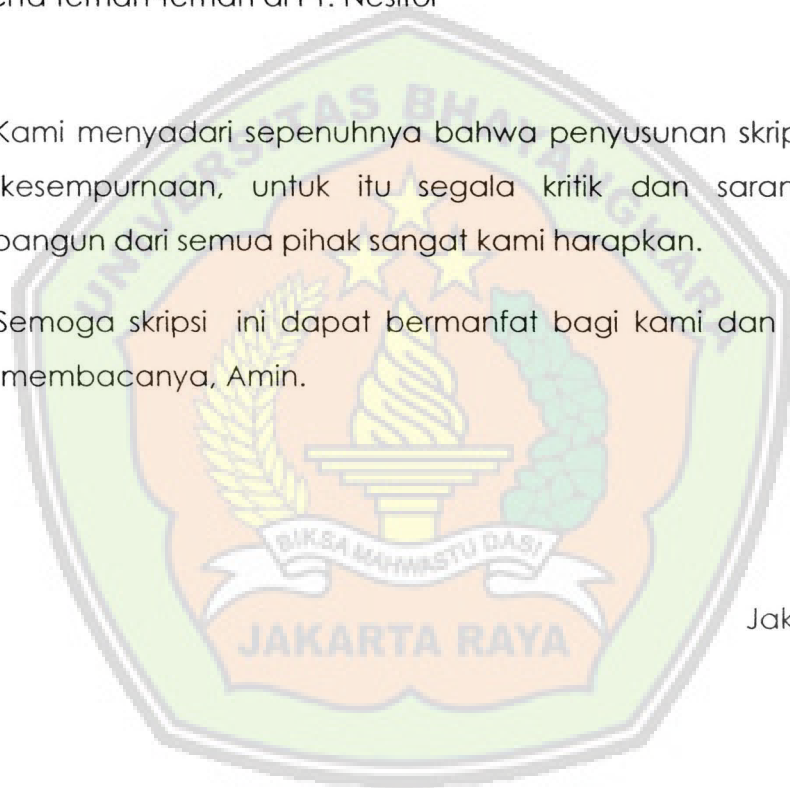 Kami menyadari sepenuhnya bahwa penyusunan skrip
kesempurnaan, untuk itu segala kritik dan saran
bangun dari semua pihak sangat kami harapkan.
Semoga skripsi ini dapat bermanfat bagi kami dan
membacanya, Amin.
Jak
UNIVERSITAS BHAYANGKARA
BIKSA MAHWASTU DASI
JAKARTA RAYA